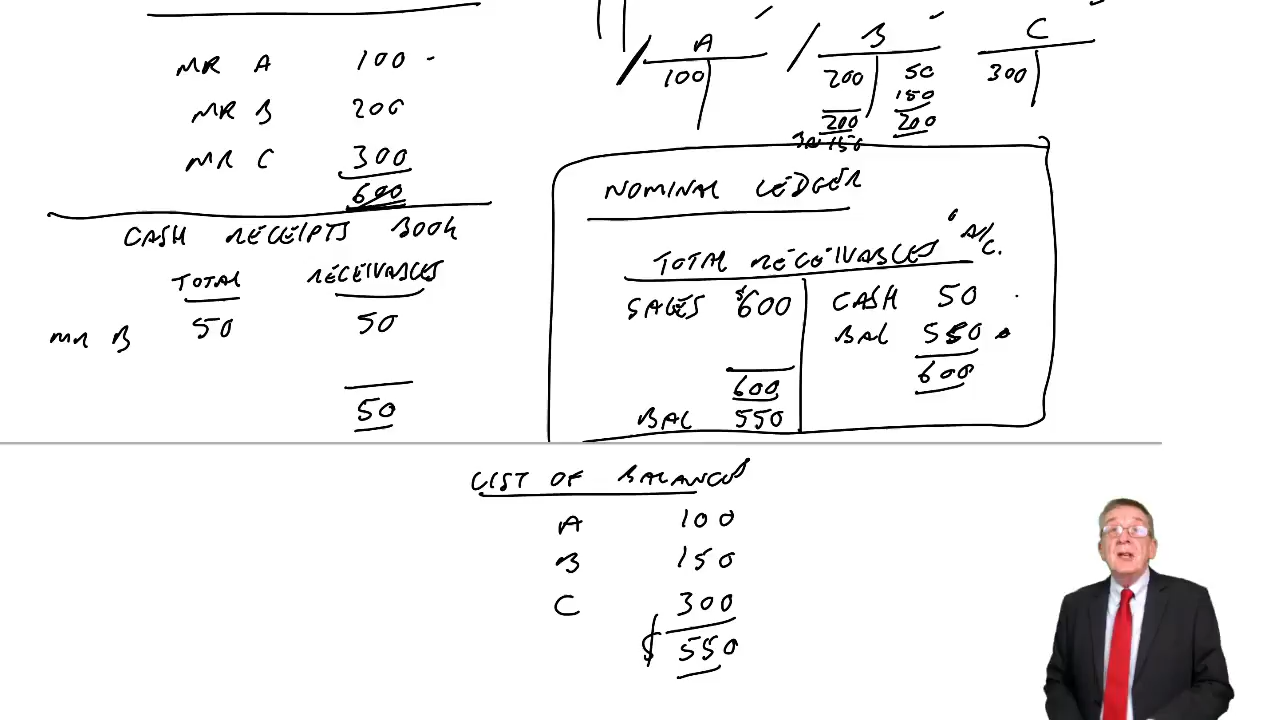 MR A 100
MR B 200
MR C 300
600
CASH RECEIPTS BOOK
TOTAL RECEIVABLES
MR B 50 50
50
A
100
B
200 50
150
200 200
BAL 150
C
300
NOMINAL LEDGER
TOTAL RECEIVABLES A/C.
SALES $600 CASH 50
BAL 550
600 600
BAL 550
LIST OF BALANCES
A 100
B 150
C 300
$ 550